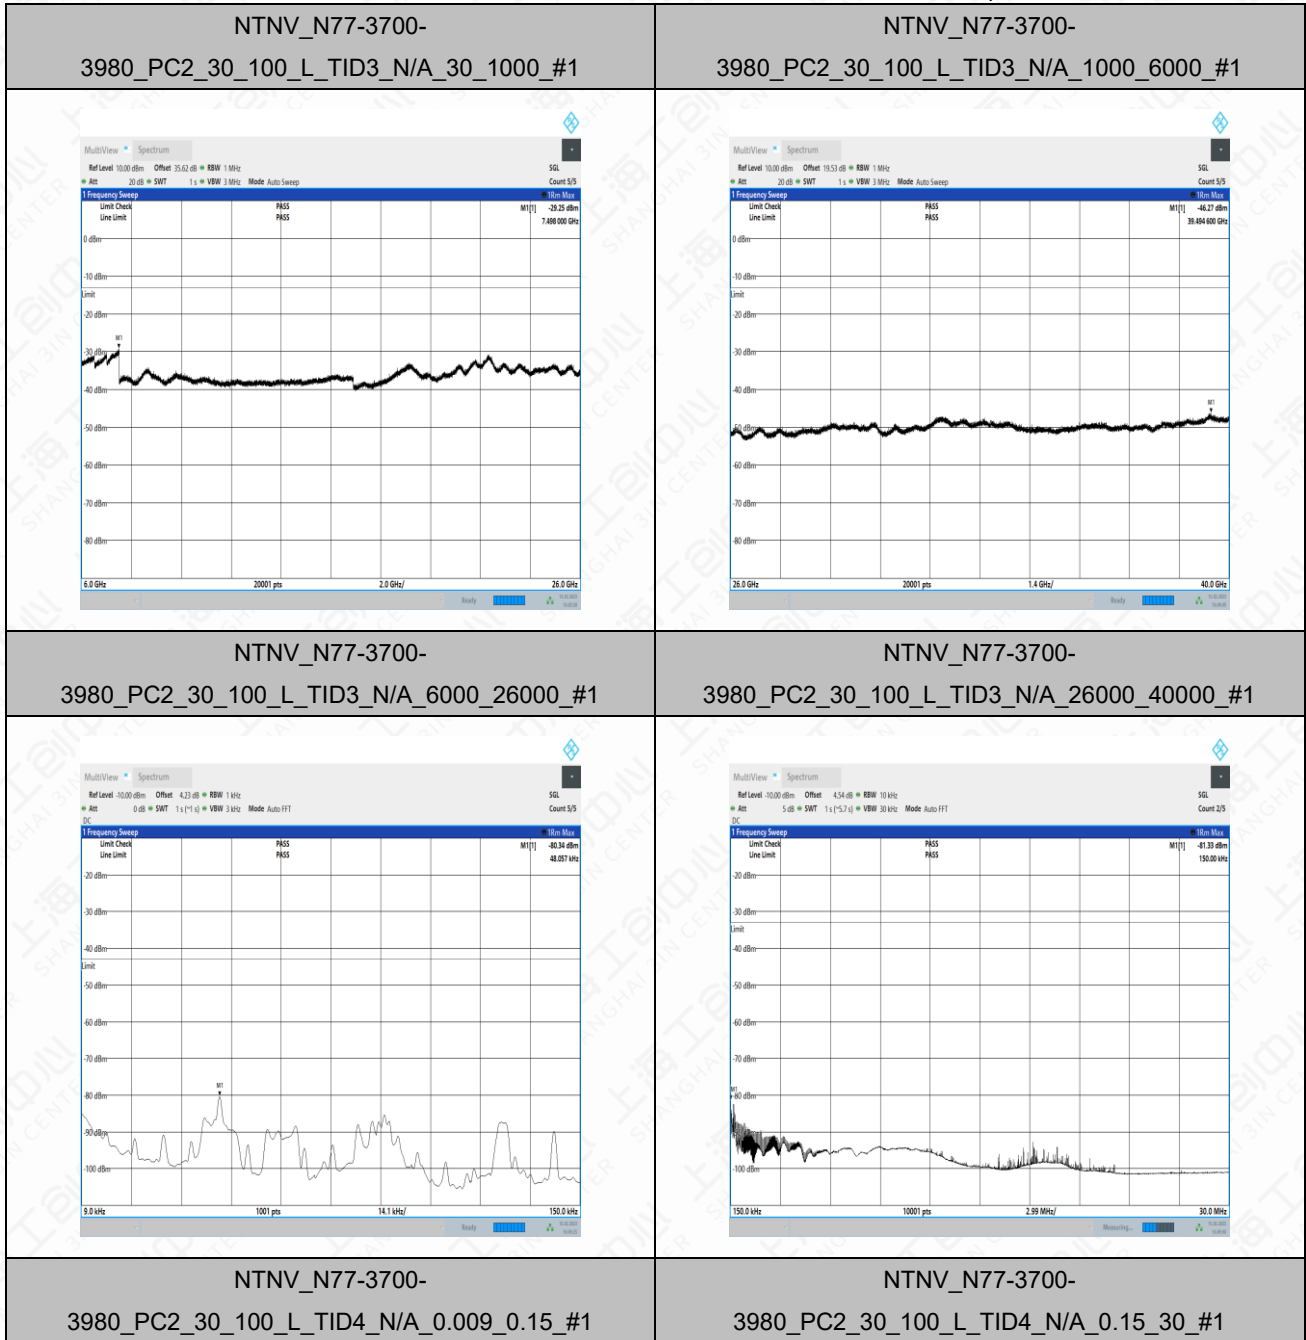 NTNV_N77-3700-
3980_PC2_30_100_L_TID3_N/A_30_1000_#1
NTNV_N77-3700-
3980_PC2_30_100_L_TID3_N/A_1000_6000_#1
MultiView Spectrum
Ref Level 10.00 dBm Offset 35.62 dB RBW 1 MHz SGL
Att 20 dB SWT 1 s VBW 3 MHz Mode Auto Sweep Count 5/5
1 Frequency Sweep 1Rm Max
Limit Check PASS M1[1] -29.25 dBm
Line Limit PASS 7.498 000 GHz
0 dBm
-10 dBm
Limit
-20 dBm
M1
-30 dBm
-40 dBm
-50 dBm
-60 dBm
-70 dBm
-80 dBm
6.0 GHz 20001 pts 2.0 GHz/ 26.0 GHz
Ready
MultiView Spectrum
Ref Level 10.00 dBm Offset 19.53 dB RBW 1 MHz SGL
Att 20 dB SWT 1 s VBW 3 MHz Mode Auto Sweep Count 5/5
1 Frequency Sweep 1Rm Max
Limit Check PASS M1[1] -46.27 dBm
Line Limit PASS 39.494 600 GHz
0 dBm
-10 dBm
Limit
-20 dBm
-30 dBm
-40 dBm
M1
-50 dBm
-60 dBm
-70 dBm
-80 dBm
26.0 GHz 20001 pts 1.4 GHz/ 40.0 GHz
Ready
NTNV_N77-3700-
3980_PC2_30_100_L_TID3_N/A_6000_26000_#1
NTNV_N77-3700-
3980_PC2_30_100_L_TID3_N/A_26000_40000_#1
MultiView Spectrum
Ref Level -10.00 dBm Offset 4.23 dB RBW 1 kHz SGL
Att 0 dB SWT 1 s (~1 s) VBW 3 kHz Mode Auto FFT Count 5/5
DC
1 Frequency Sweep 1Rm Max
Limit Check PASS M1[1] -80.34 dBm
Line Limit PASS 48.057 kHz
-20 dBm
-30 dBm
-40 dBm
Limit
-50 dBm
-60 dBm
-70 dBm
M1
-80 dBm
-90 dBm
-100 dBm
9.0 kHz 1001 pts 14.1 kHz/ 150.0 kHz
Ready
MultiView Spectrum
Ref Level -10.00 dBm Offset 4.54 dB RBW 10 kHz SGL
Att 5 dB SWT 1 s (~5.7 s) VBW 30 kHz Mode Auto FFT Count 2/5
DC
1 Frequency Sweep 1Rm Max
Limit Check PASS M1[1] -81.33 dBm
Line Limit PASS 150.00 kHz
-20 dBm
-30 dBm
Limit
-40 dBm
-50 dBm
-60 dBm
-70 dBm
M1
-80 dBm
-100 dBm
150.0 kHz 10001 pts 2.99 MHz/ 30.0 MHz
Measuring...
NTNV_N77-3700-
3980_PC2_30_100_L_TID4_N/A_0.009_0.15_#1
NTNV_N77-3700-
3980_PC2_30_100_L_TID4_N/A_0.15_30_#1